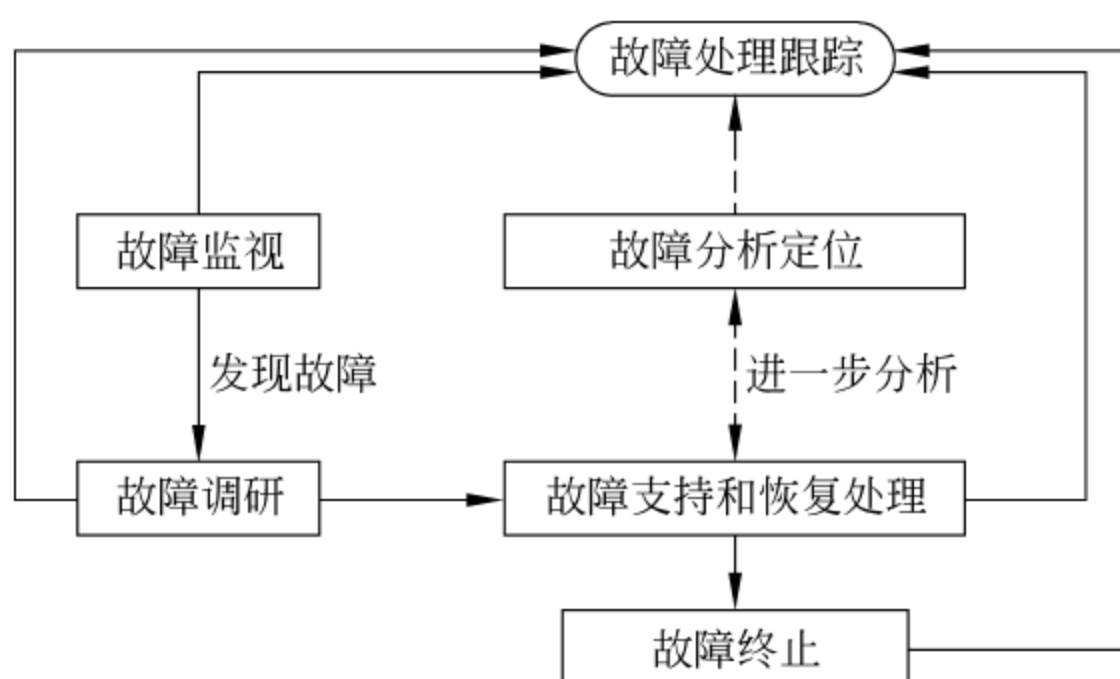 故障处理跟踪
故障监视
故障分析定位
发现故障
进一步分析
故障调研
故障支持和恢复处理
故障终止